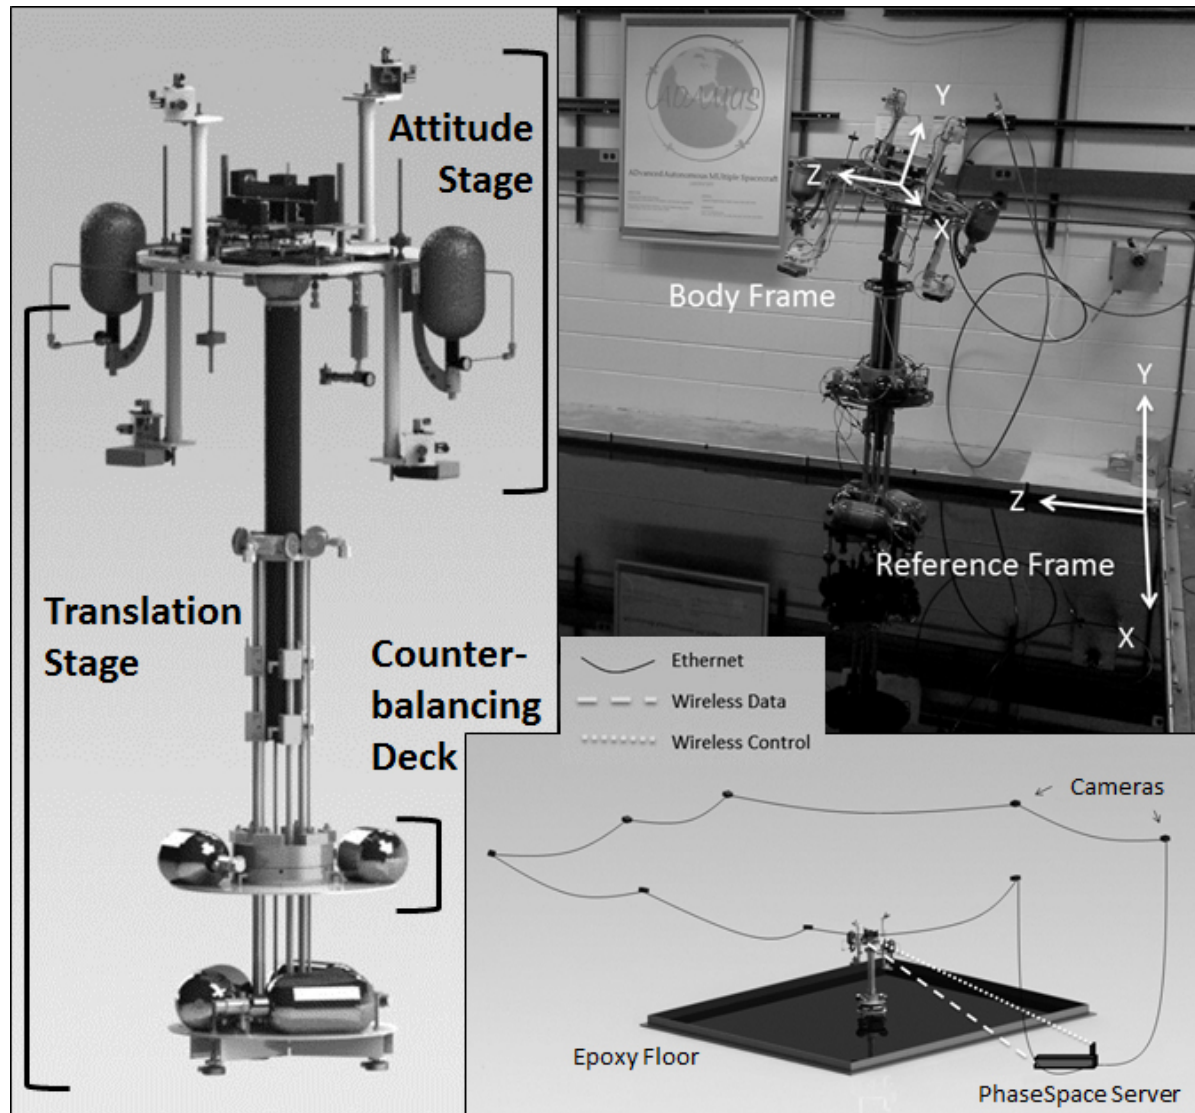 Attitude
Stage
Translation
Stage
Counter-
balancing
Deck
ADAMUS
ADvanced Autonomous MUltiple Spacecraft
Y
Z
X
Body Frame
Y
Z
Reference Frame
X
Ethernet
Wireless Data
Wireless Control
Cameras
Epoxy Floor
PhaseSpace Server